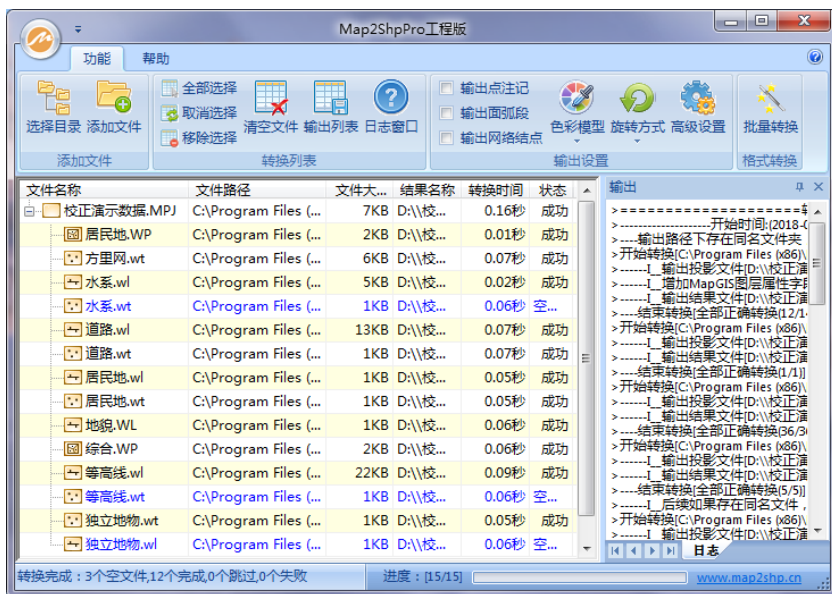 Map2ShpPro工程版
功能 帮助
选择目录 添加文件
添加文件
全部选择
取消选择
移除选择
清空文件 输出列表 日志窗口
转换列表
输出点注记
输出面弧段
输出网络结点
色彩模型 旋转方式 高级设置
输出设置
批量转换
格式转换
文件名称 文件路径 文件大... 结果名称 转换时间 状态
校正演示数据.MPJ C:\Program Files (... 7KB D:\\校... 0.16秒 成功
居民地.WP C:\Program Files (... 2KB D:\\校... 0.01秒 成功
方里网.wt C:\Program Files (... 6KB D:\\校... 0.07秒 成功
水系.wl C:\Program Files (... 5KB D:\\校... 0.02秒 成功
水系.wt C:\Program Files (... 1KB D:\\校... 0.06秒 空...
道路.wl C:\Program Files (... 13KB D:\\校... 0.07秒 成功
道路.wt C:\Program Files (... 1KB D:\\校... 0.07秒 成功
居民地.wl C:\Program Files (... 1KB D:\\校... 0.05秒 成功
居民地.wt C:\Program Files (... 1KB D:\\校... 0.05秒 成功
地貌.WL C:\Program Files (... 1KB D:\\校... 0.06秒 成功
综合.WP C:\Program Files (... 2KB D:\\校... 0.06秒 成功
等高线.wl C:\Program Files (... 22KB D:\\校... 0.09秒 成功
等高线.wt C:\Program Files (... 1KB D:\\校... 0.06秒 空...
独立地物.wt C:\Program Files (... 1KB D:\\校... 0.05秒 成功
独立地物.wl C:\Program Files (... 1KB D:\\校... 0.06秒 空...
输出
>======================
>--------------------开始时间:(2018-0
>----输出路径下存在同名文件夹
>开始转换[C:\Program Files (x86)\
>------I__输出投影文件[D:\\校正演
>------I__增加MapGIS图层属性字段
>------I__输出结果文件[D:\\校正演
>----结束转换[全部正确转换(12/1
>开始转换[C:\Program Files (x86)\
>------I__输出投影文件[D:\\校正演
>------I__输出结果文件[D:\\校正演
>----结束转换[全部正确转换(1/1)]
>开始转换[C:\Program Files (x86)\
>------I__输出投影文件[D:\\校正演
>------I__输出结果文件[D:\\校正演
>----结束转换[全部正确转换(36/3
>开始转换[C:\Program Files (x86)\
>------I__输出投影文件[D:\\校正演
>------I__输出结果文件[D:\\校正演
>----结束转换[全部正确转换(5/5)]
>------I__后续如果存在同名文件，
>开始转换[C:\Program Files (x86)\
>------I__输出投影文件[D:\\校正演
日志
转换完成：3个空文件,12个完成,0个跳过,0个失败 进度：[15/15] www.map2shp.cn